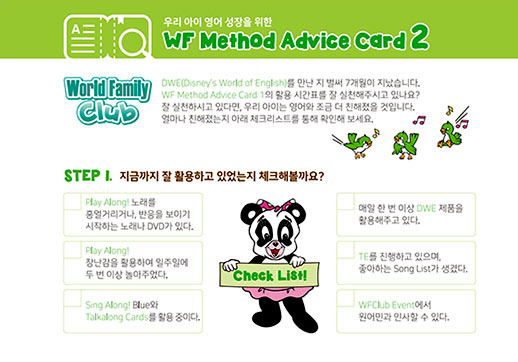 우리 아이 영어 성장을 위한
WF Method Advice Card 2
World Family
Club
DWE(Disney's World of English)를 만난 지 벌써 7개월이 지났습니다.
WF Method Advice Card 1의 활용 시간표를 잘 실천해주시고 있나요?
잘 실천하시고 있다면, 우리 아이는 영어와 조금 더 친해졌을 것입니다.
얼마나 친해졌는지 아래 체크리스트를 통해 확인해 보세요.
STEP 1. 지금까지 잘 활용하고 있었는지 체크해볼까요?
Play Along! 노래를
흥얼거리거나, 반응을 보이기
시작하는 노래나 DVD가 있다.
Play Along!
장난감을 활용하여 일주일에
두 번 이상 놀아주었다.
Sing Along! Blue와
Talkalong Cards를 활용 중이다.
Check List!
매일 한 번 이상 DWE 제품을
활용해주고 있다.
TE를 진행하고 있으며,
좋아하는 Song List가 생겼다.
WFClub Event에서
원어민과 인사할 수 있다.